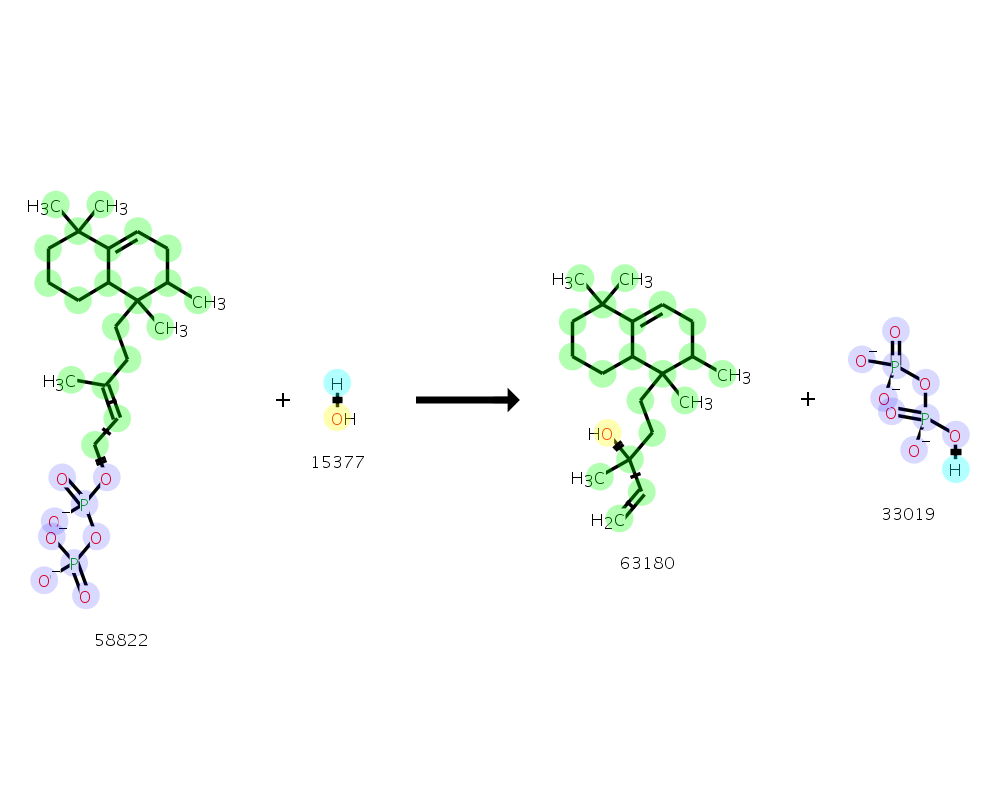 H3C CH3
CH3
CH3
H3C
O
O P
O−
O− O
P
O−
O
58822
+
H
OH
15377
H3C CH3
CH3
CH3
HO
H3C
H2C
63180
+
O
O− P
O− O
O P
O− O
H
33019